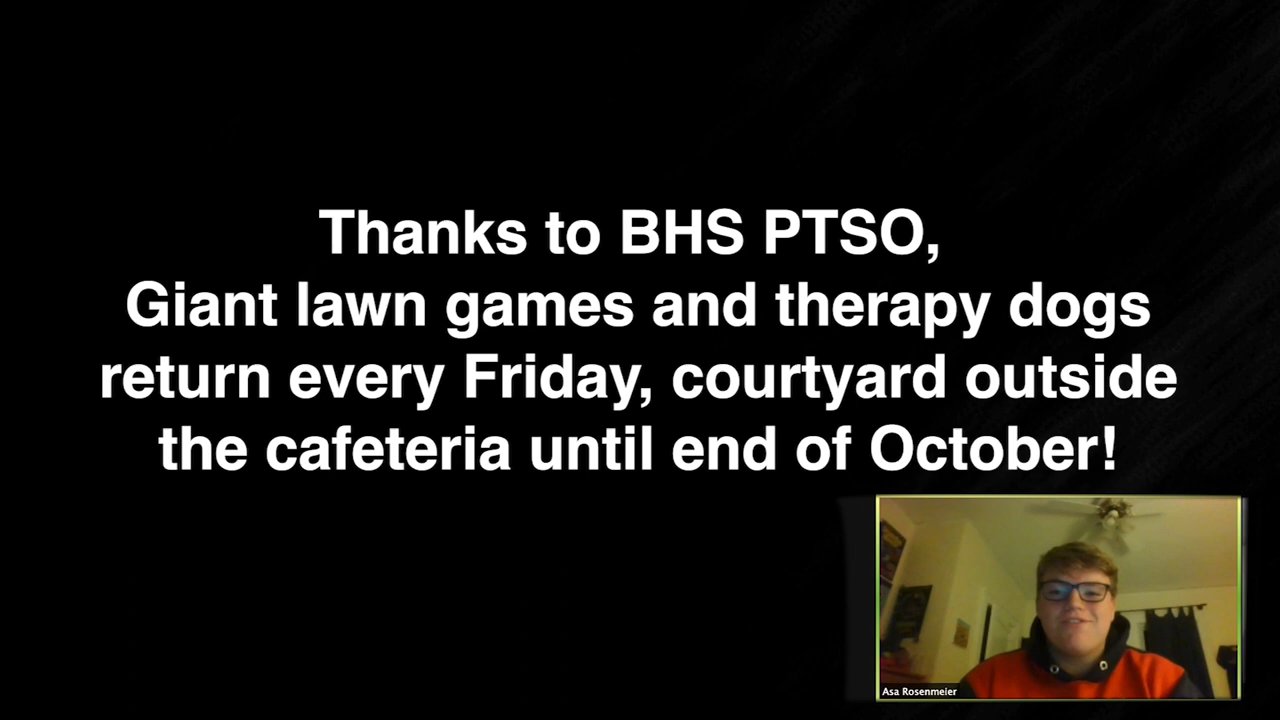 Thanks to BHS PTSO,
Giant lawn games and therapy dogs
return every Friday, courtyard outside
the cafeteria until end of October!
Asa Rosenmeier